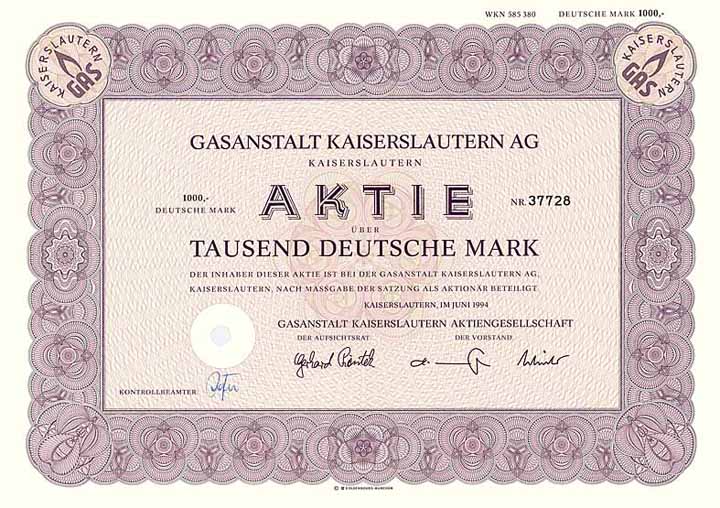 WKN 585 380 DEUTSCHE MARK 1000,-
KAISERSLAUTERN GAS
KAISERSLAUTERN GAS
GASANSTALT KAISERSLAUTERN AG
KAISERSLAUTERN
1000,- AKTIE NR. 37728
DEUTSCHE MARK
ÜBER
TAUSEND DEUTSCHE MARK
DER INHABER DIESER AKTIE IST BEI DER GASANSTALT KAISERSLAUTERN AG,
KAISERSLAUTERN, NACH MASSGABE DER SATZUNG ALS AKTIONÄR BETEILIGT
KAISERSLAUTERN, IM JUNI 1994
GASANSTALT KAISERSLAUTERN AKTIENGESELLSCHAFT
DER AUFSICHTSRAT DER VORSTAND
Gerhard
KONTROLLBEAMTER